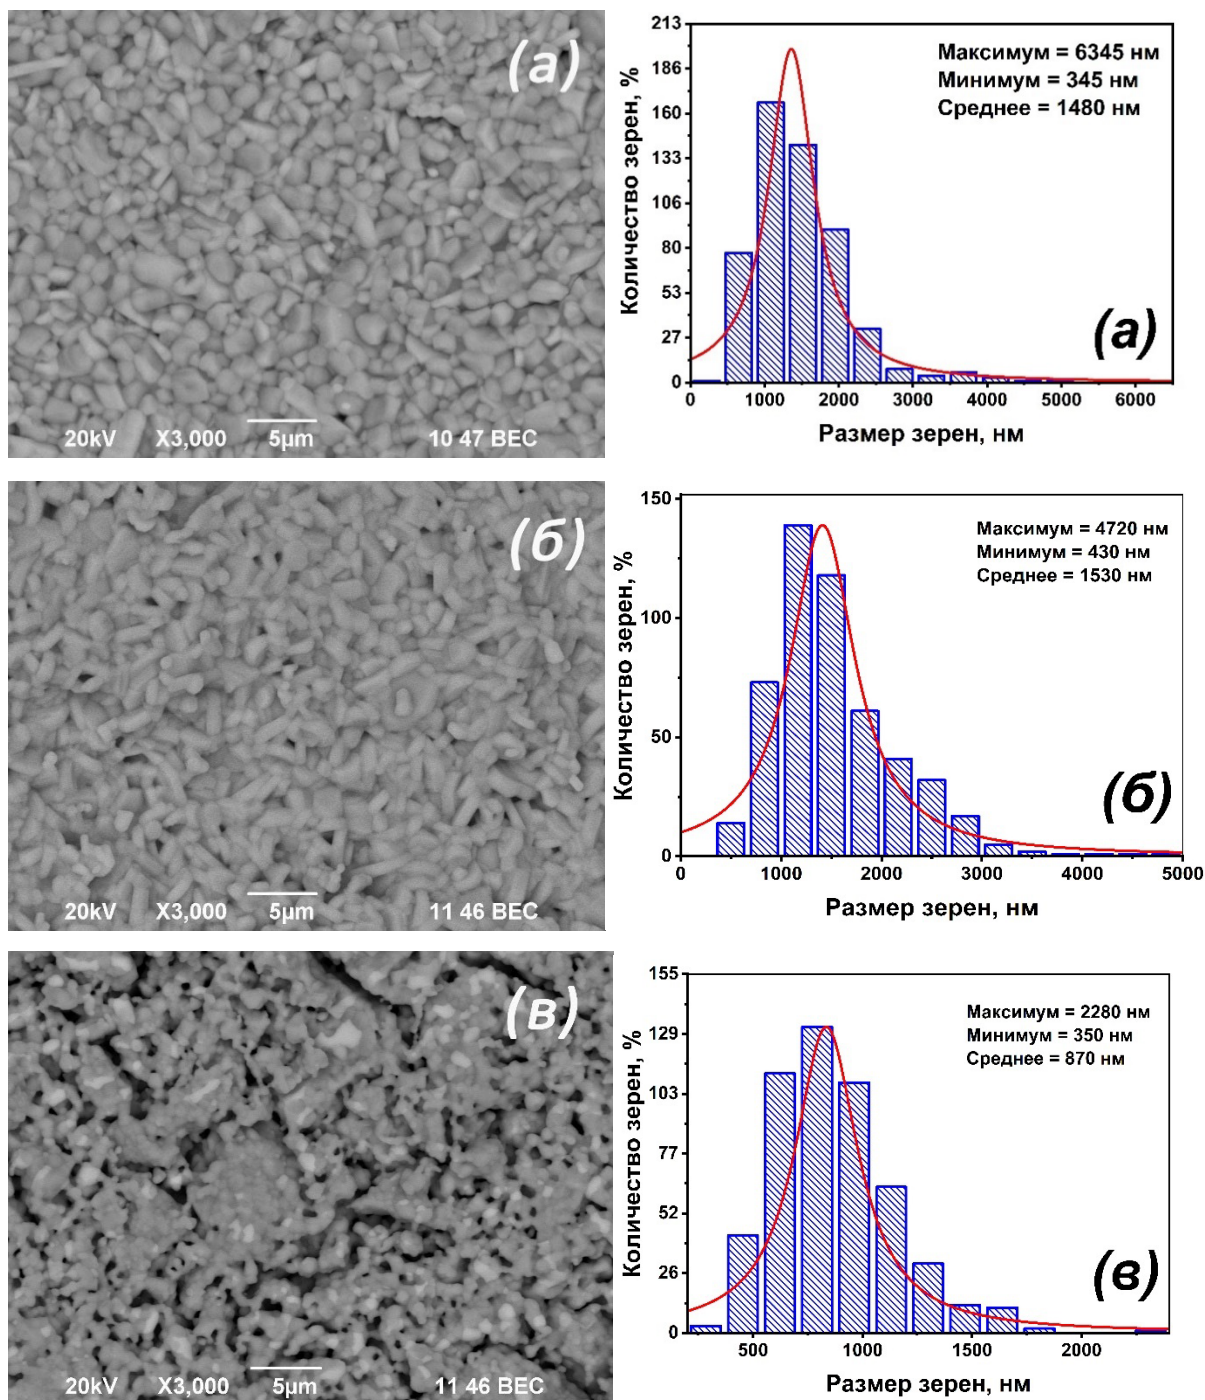 (а)
20kV X3,000 5µm 10 47 BEC
Количество зерен, %
213
186
160
133
106
80
53
27
0
Максимум = 6345 нм
Минимум = 345 нм
Среднее = 1480 нм
(а)
0 1000 2000 3000 4000 5000 6000
Размер зерен, нм
(б)
20kV X3,000 5µm 11 46 BEC
Количество зерен, %
150
100
50
0
Максимум = 4720 нм
Минимум = 430 нм
Среднее = 1530 нм
(б)
0 1000 2000 3000 4000 5000
Размер зерен, нм
(в)
20kV X3,000 5µm 11 46 BEC
Количество зерен, %
155
129
103
77
52
26
0
Максимум = 2280 нм
Минимум = 350 нм
Среднее = 870 нм
(в)
500 1000 1500 2000
Размер зерен, нм